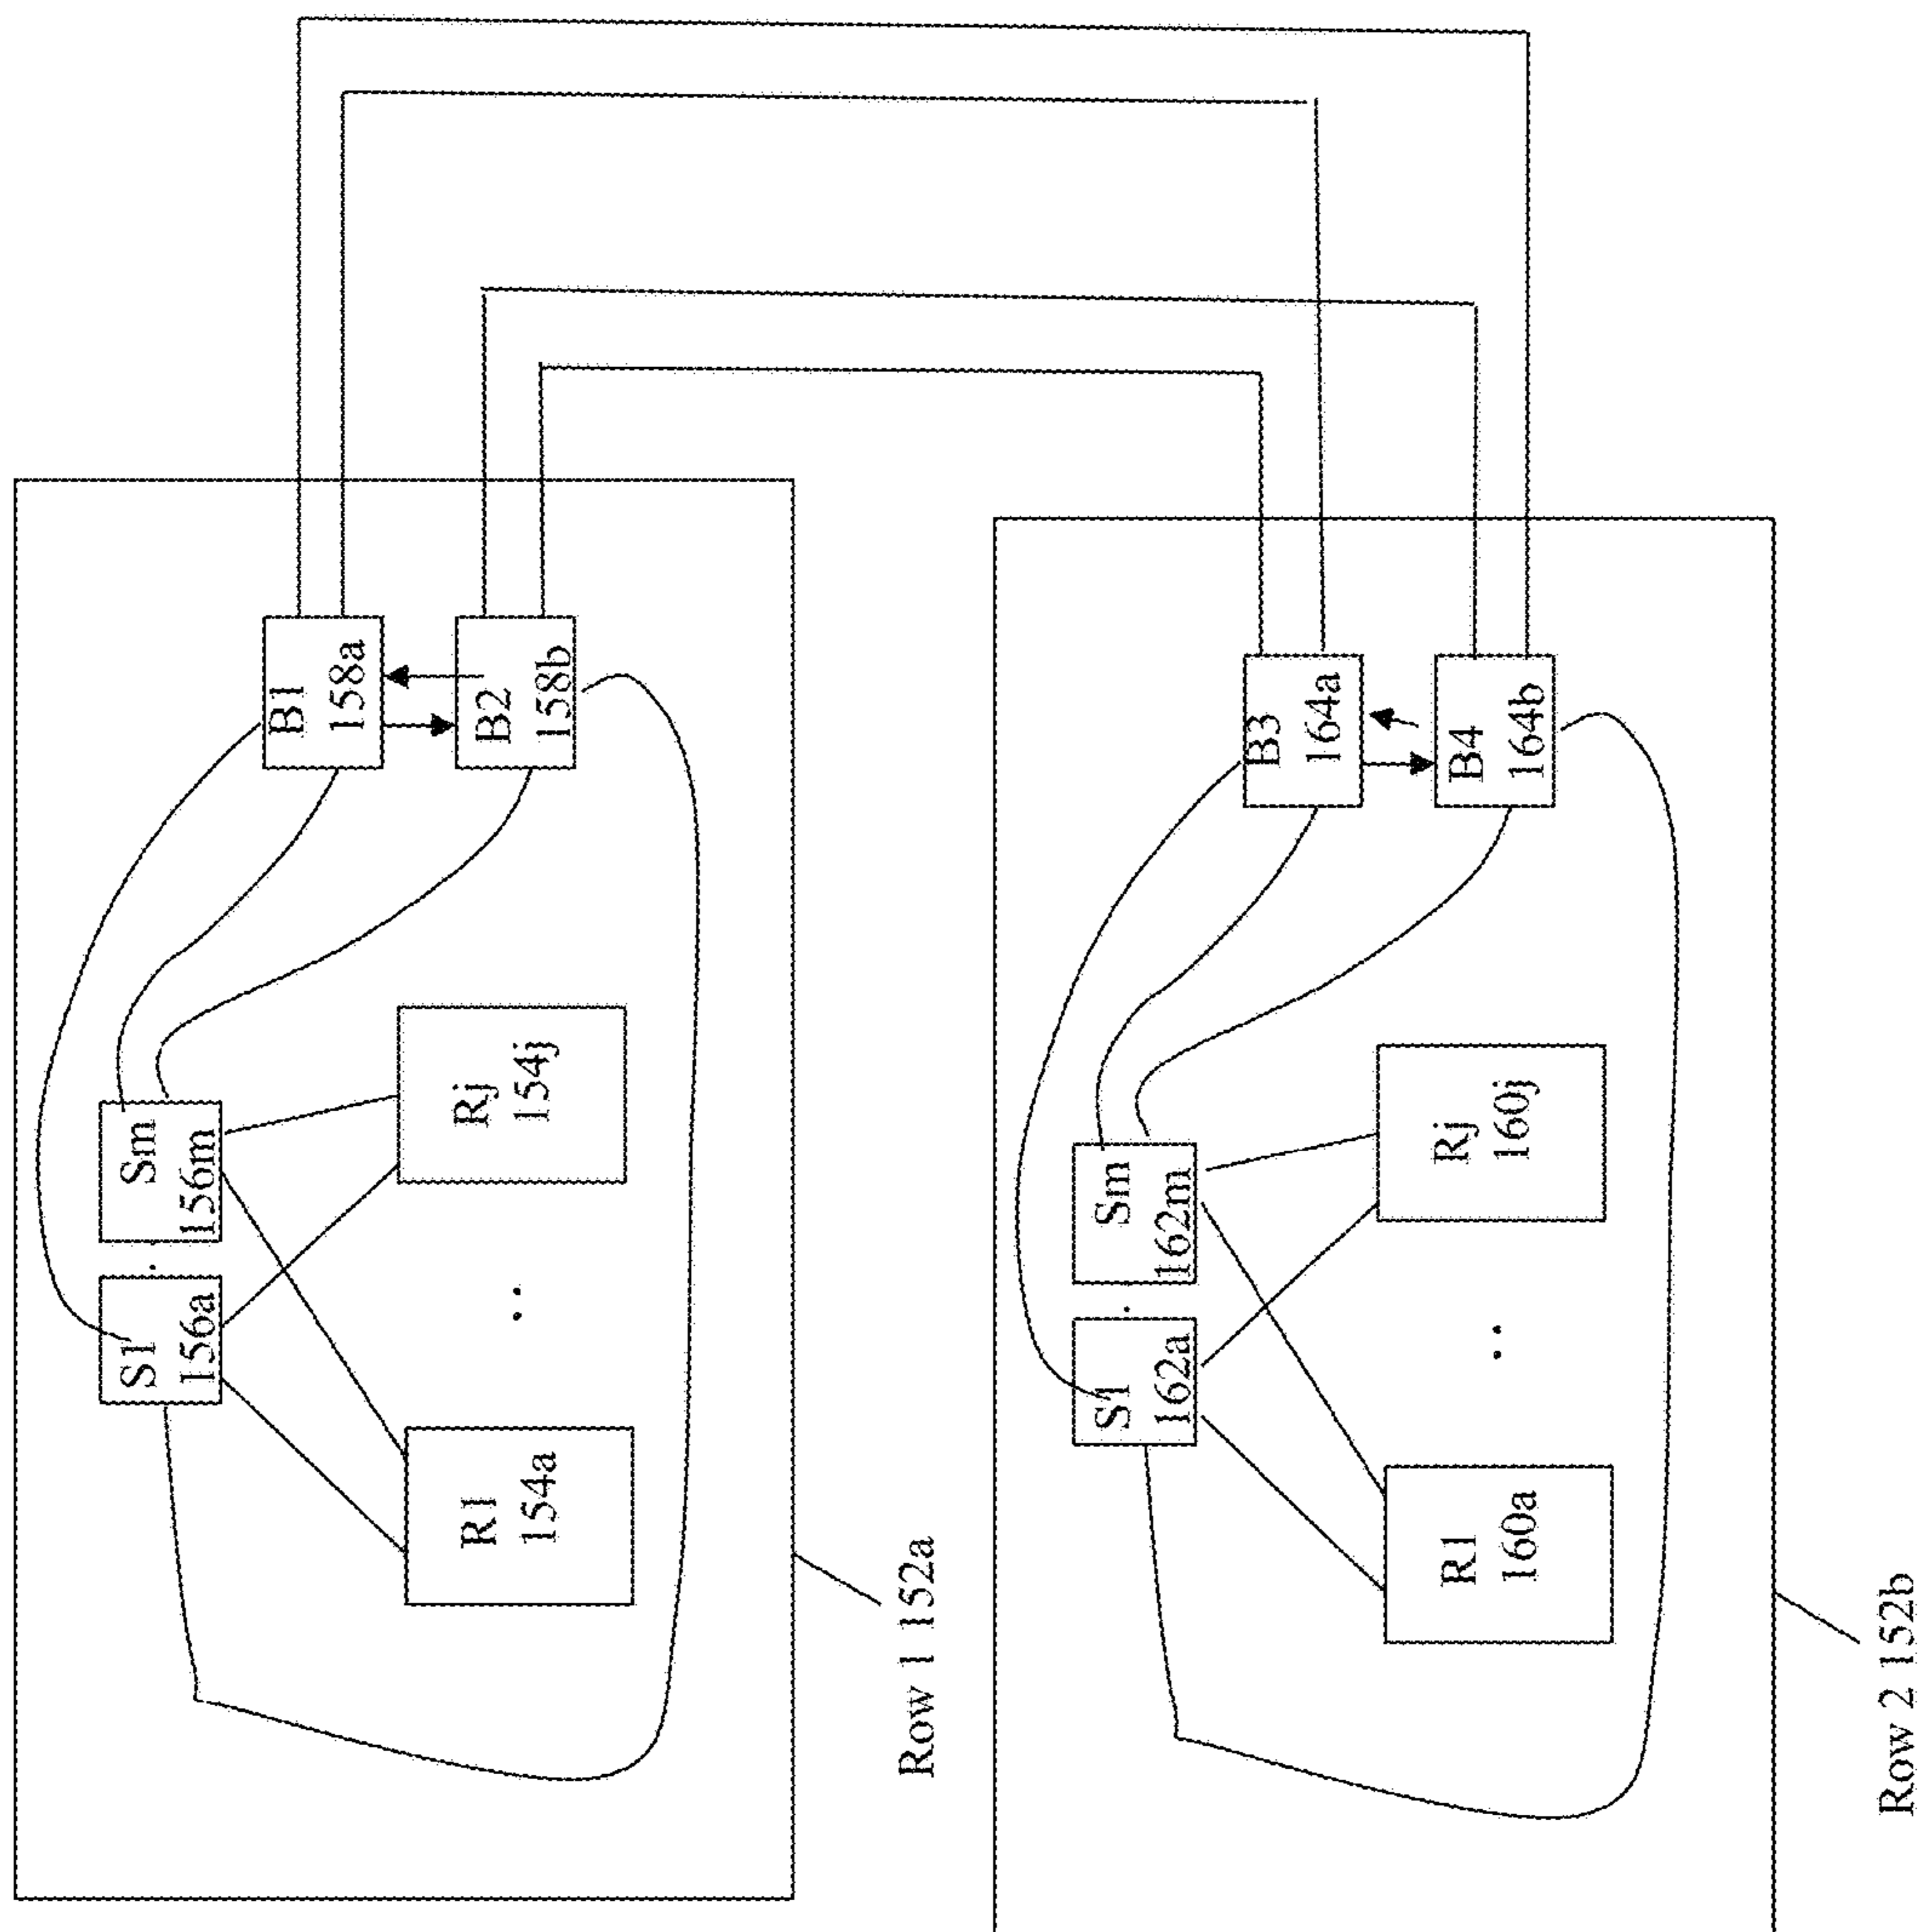 S1
156a
Sm
156m
R1
154a
Rj
154j
B1
158a
B2
158b
Row 1 152a
S1
162a
Sm
162m
R1
160a
Rj
160j
B3
164a
B4
164b
Row 2 152b